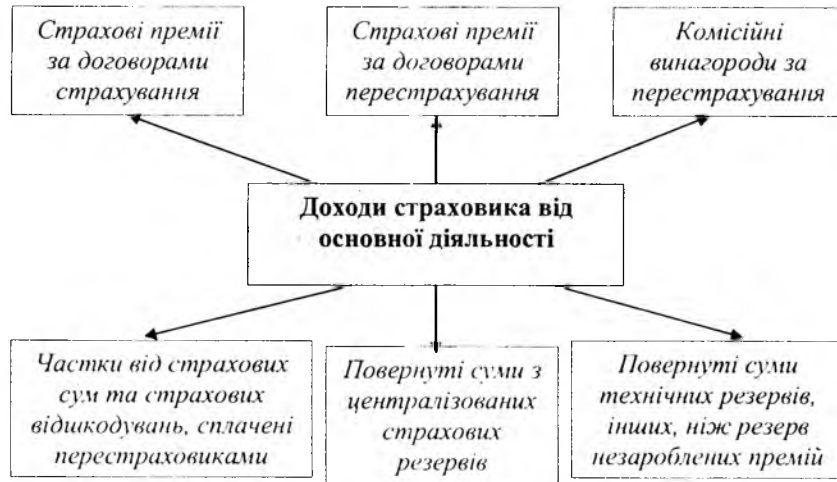 Страхові премії
за договорами
страхування
Страхові премії
за договорами
перестрахування
Комісійні
винагороди за
перестрахування
Доходи страховика від
основної діяльності
Частки від страхових
сум та страхових
відшкодувань, сплачені
перестраховиками
Повернуті суми з
централізованих
страхових
резервів
Повернуті суми
технічних резервів,
інших, ніж резерв
незароблених премій